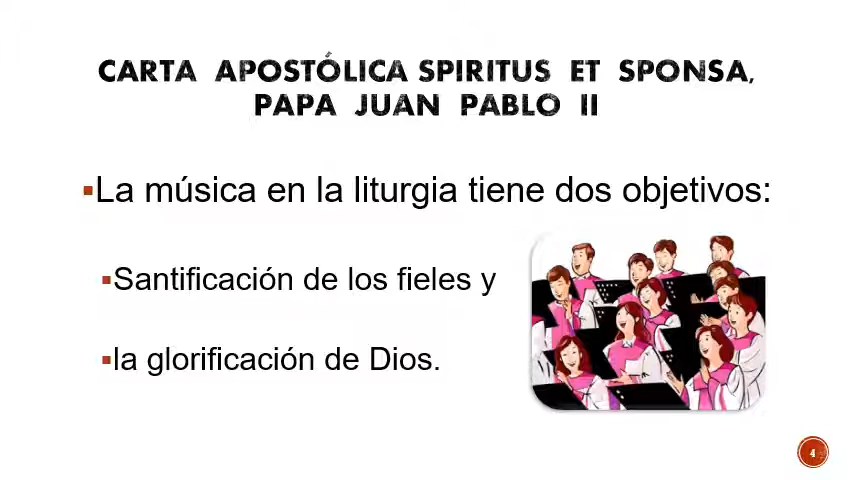 CARTA APOSTÓLICA SPIRITUS ET SPONSA,
PAPA JUAN PABLO II
▪La música en la liturgia tiene dos objetivos:
▪Santificación de los fieles y
▪la glorificación de Dios.
4